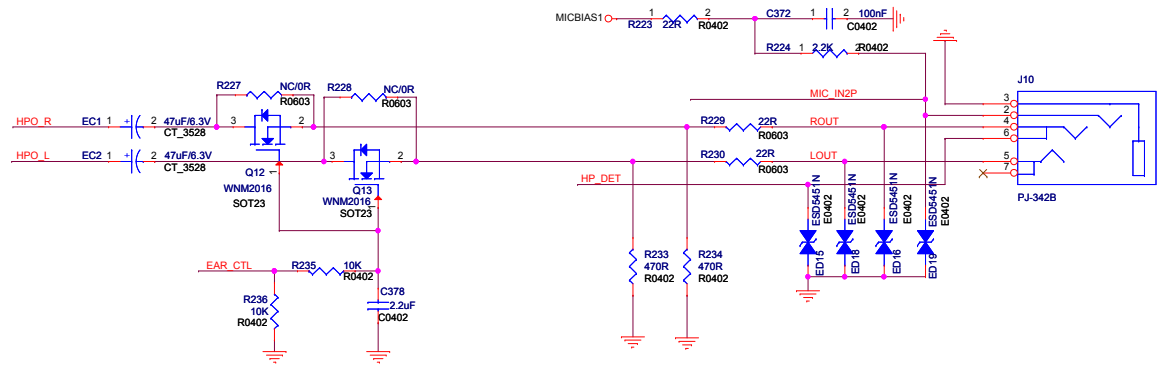 MICBIAS1
1
2
C372
100nF
R223
22R
R0402
1
2
C0402
R224
1
2.2K
2
R0402
J10
R227
NC/0R
R228
NC/0R
R0603
R0603
MIC_IN2P
3
2
HPO_R
EC1
1
+
2
47uF/6.3V
3
2
R229
22R
ROUT
4
CT_3528
R0603
6
HPO_L
EC2
1
+
2
47uF/6.3V
3
2
R230
22R
LOUT
5
CT_3528
Q12
1
R0603
7
WNM2016
Q13
HP_DET
SOT23
WNM2016
1
SOT23
PJ-342B
ESD5451N
E0402
ESD5451N
E0402
ESD5451N
E0402
ESD5451N
E0402
ED15
ED18
ED16
ED19
EAR_CTL
R235
10K
R0402
R233
470R
R0402
R234
470R
R0402
R236
10K
R0402
C378
2.2uF
C0402